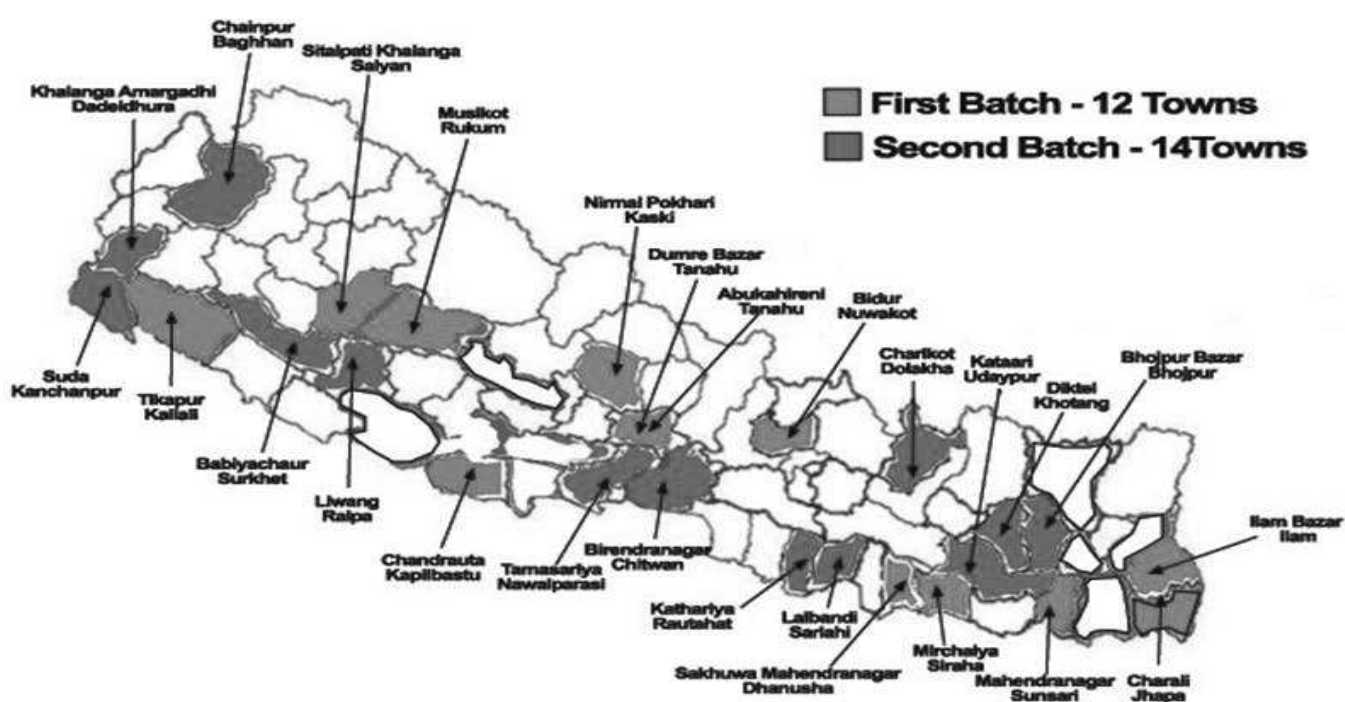 Chainpur
Baghhan
Sitalpati Khalanga
Salyan
Khalanga Amargadhi
Dadeldhura
Musikot
Rukum
First Batch - 12 Towns
Second Batch - 14Towns
Nirmal Pokhari
Kaski
Dumre Bazar
Tanahu
Abukahireni
Tanahu
Bidur
Nuwakot
Charikot
Dolakha
Kataari
Udaypur
Diktel
Khotang
Bhojpur Bazar
Bhojpur
Suda
Kanchanpur
Tikapur
Kailali
Babiyachaur
Surkhet
Liwang
Ralpa
Chandrauta
Kapilbastu
Tamasariya
Nawalparasi
Birendranagar
Chitwan
Kathariya
Rautahat
Lalbandi
Sarlahi
Sakhuwa Mahendranagar
Dhanusha
Mirchaiya
Siraha
Mahendranagar
Sunsari
Charali
Jhapa
Ilam Bazar
Ilam